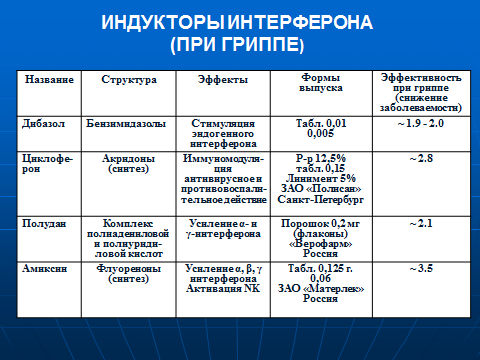 ИНДУКТОРЫ ИНТЕРФЕРОНА
(ПРИ ГРИППЕ)
Название Структура Эффекты Формы выпуска Эффективность при гриппе (снижение заболеваемости)
Дибазол Бензимидазолы Стимуляция эндогенного интерферона Табл. 0,01 0,005 ~ 1.9 - 2.0
Циклофе-рон Акридоны (синтез) Иммуномодуля-ция антивирусное и противовоспали-тельное действие Р-р 12,5% табл. 0,15 Линимент 5% ЗАО «Полисан» Санкт-Петербург ~ 2.8
Полудан Комплекс полиадениловой и полиуриди-ловой кислот Усиление α- и γ-интерферона Порошок 0,2 мг (флаконы) «Верофарм» Россия ~ 2.1
Амиксин Флуореноны (синтез) Усиление α, β, γ интерферона Активация NK Табл. 0,125 г. 0,06 ЗАО «Матерлек» Россия ~ 3.5